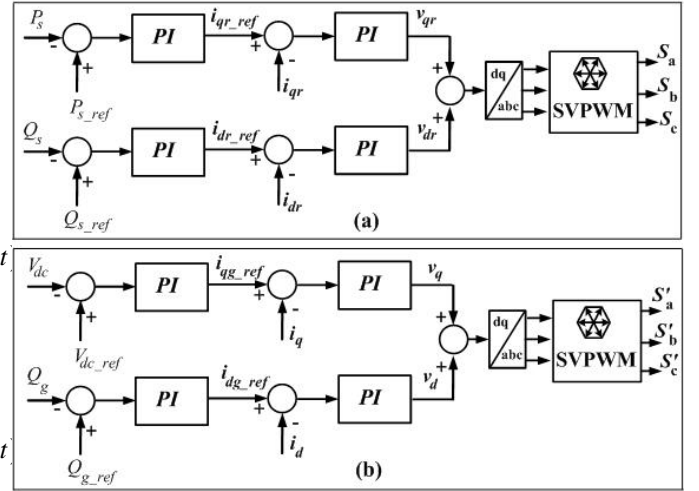 P_s
PI
i_qr_ref
PI
v_qr
-
+
+
-
P_s_ref
i_qr
+
dq
abc
SVPWM
S_a
S_b
S_c
Q_s
PI
i_dr_ref
PI
v_dr
+
-
+
+
-
Q_s_ref
i_dr
(a)
t)
V_dc
PI
i_qg_ref
PI
v_q
-
+
+
-
V_dc_ref
i_q
+
dq
abc
SVPWM
S'_a
S'_b
S'_c
Q_g
PI
i_dg_ref
PI
v_d
+
-
+
+
-
t)
Q_g_ref
i_d
(b)